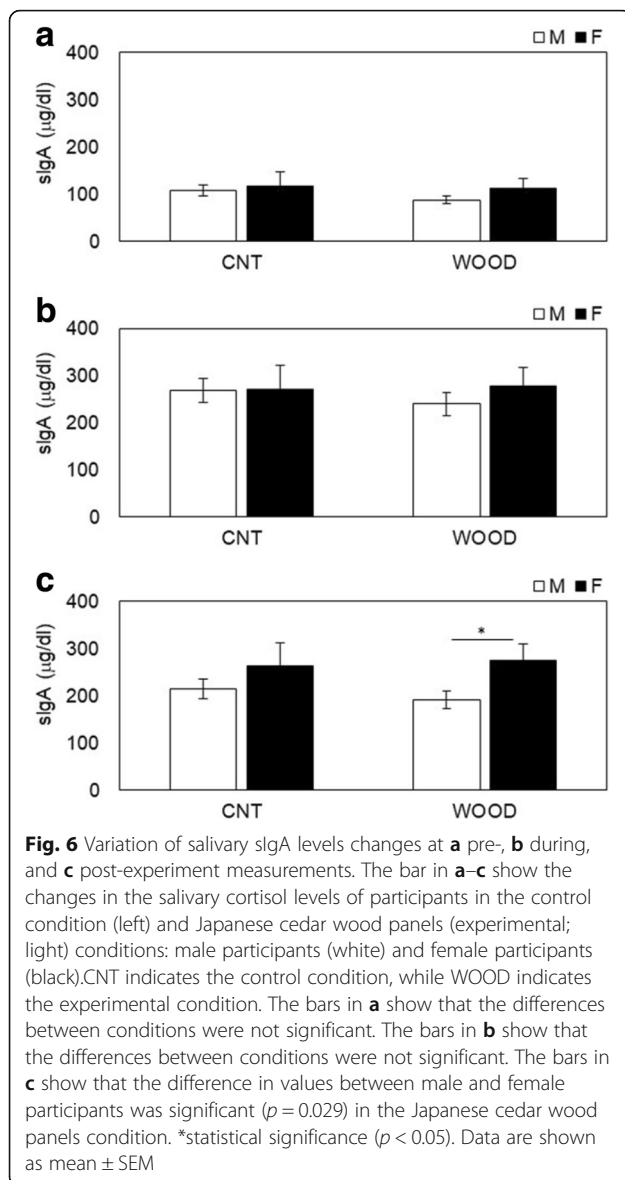 a
M F
400
300
200
100
0
sIgA (μg/dl)
CNT WOOD
b
M F
400
300
200
100
0
sIgA (μg/dl)
CNT WOOD
c
M F
400
300
200
100
0
sIgA (μg/dl)
*
CNT WOOD
Fig. 6 Variation of salivary sIgA levels changes at a pre-, b during,
and c post-experiment measurements. The bar in a–c show the
changes in the salivary cortisol levels of participants in the control
condition (left) and Japanese cedar wood panels (experimental;
light) conditions: male participants (white) and female participants
(black).CNT indicates the control condition, while WOOD indicates
the experimental condition. The bars in a show that the differences
between conditions were not significant. The bars in b show that
the differences between conditions were not significant. The bars in
c show that the difference in values between male and female
participants was significant (p = 0.029) in the Japanese cedar wood
panels condition. *statistical significance (p < 0.05). Data are shown
as mean ± SEM